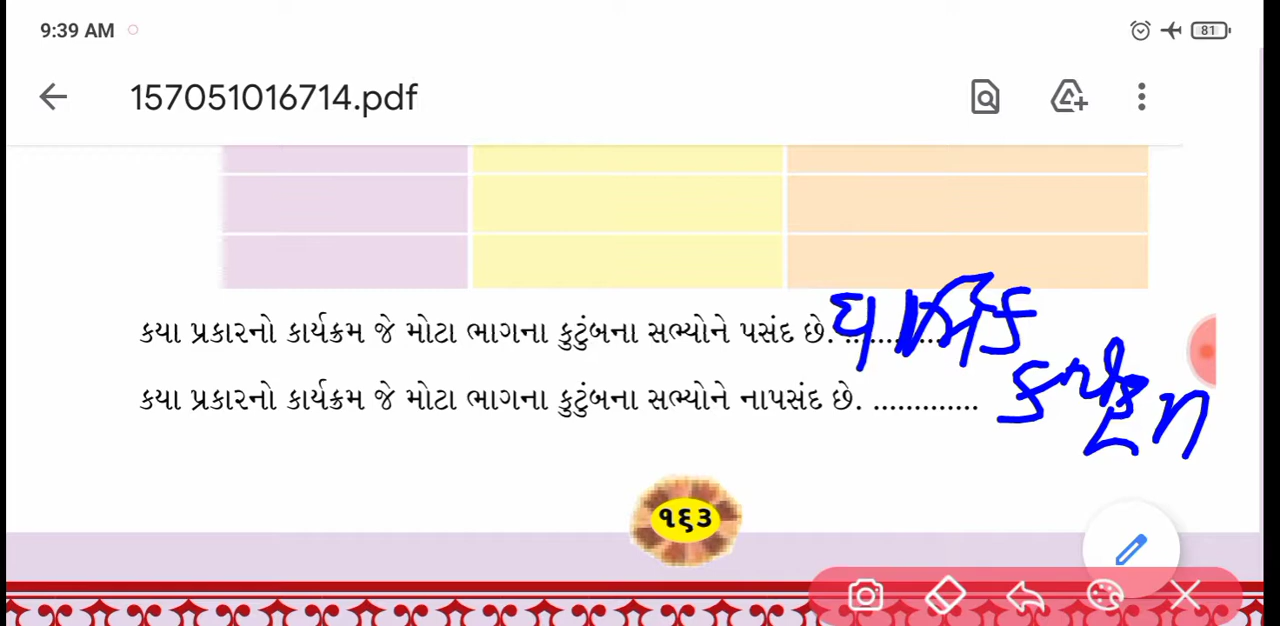 9:39 AM
81
157051016714.pdf
કયા પ્રકારનો કાર્યક્રમ જે મોટા ભાગના કુટુંબના સભ્યોને પસંદ છે. ............. ધાર્મિક
કયા પ્રકારનો કાર્યક્રમ જે મોટા ભાગના કુટુંબના સભ્યોને નાપસંદ છે. .............
૧૬૩